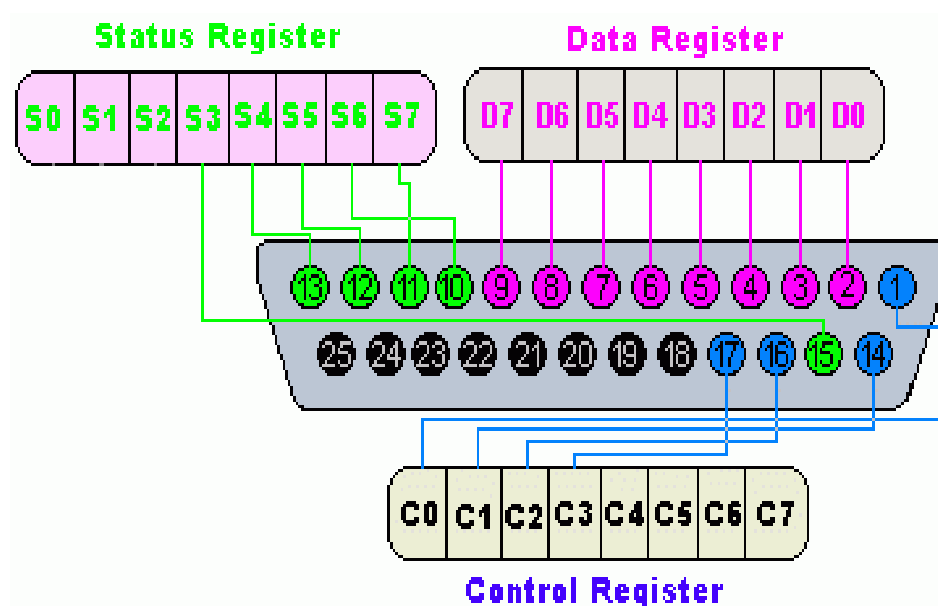 Status Register
Data Register
S0 S1 S2 S3 S4 S5 S6 S7
D7 D6 D5 D4 D3 D2 D1 D0
13 12 11 10 9 8 7 6 5 4 3 2 1
25 24 23 22 21 20 19 18 17 16 15 14
C0 C1 C2 C3 C4 C5 C6 C7
Control Register